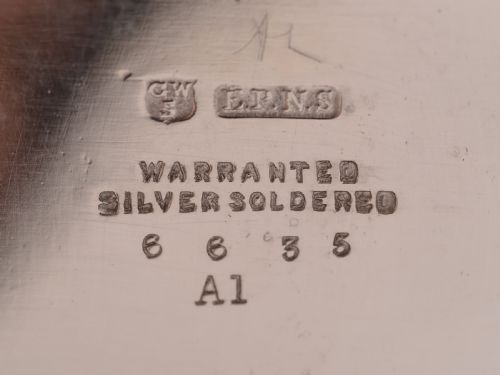 GW
S E.P.N.S
WARRANTED
SILVER SOLDERED
6 6 3 5
A1